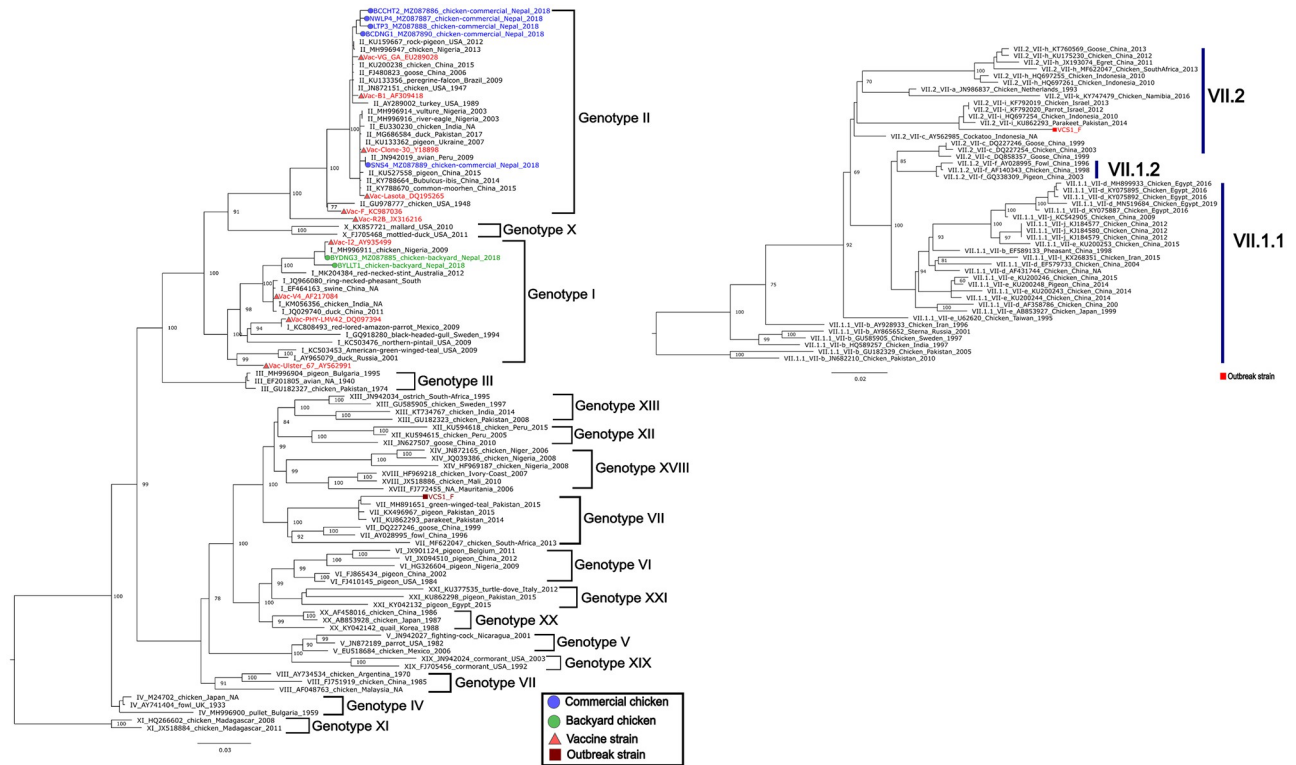 BCCHT2_MZ087886_chicken-commercial_Nepal_2018
NWLP4_MZ087887_chicken-commercial_Nepal_2018
LTP3_MZ087888_chicken-commercial_Nepal_2018
BCDNG1_MZ087890_chicken-commercial_Nepal_2018
II_KU159667_rock-pigeon_USA_2012
II_MH996947_chicken_Nigeria_2013
Vac-VG_GA_EU289028
II_KU200238_chicken_China_2015
II_FJ480823_goose_China_2006
II_KU133356_peregrine-falcon_Brazil_2009
II_JN872151_chicken_USA_1947
Vac-B1_AF309418
II_AY289002_turkey_USA_1989
II_MH996914_vulture_Nigeria_2003
II_MH996916_river-eagle_Nigeria_2003
II_EU330230_chicken_India_NA
II_MG686584_duck_Pakistan_2017
II_KU133362_pigeon_Ukraine_2007
Vac-Clone-30_Y18898
II_JN942019_avian_Peru_2009
SNS4_MZ087889_chicken-commercial_Nepal_2018
II_KU527558_pigeon_China_2015
II_KY788664_Bubulcus-ibis_China_2014
II_KY788670_common-moorhen_China_2015
Vac-Lasota_DQ195265
II_GU978777_chicken_USA_1948
Vac-F_KC987036
Vac-R2B_JX316216
X_KX857721_mallard_USA_2010
X_FJ705468_mottled-duck_USA_2011
Vac-I2_AY935499
I_MH996911_chicken_Nigeria_2009
BYDNG3_MZ087885_chicken-backyard_Nepal_2018
BYLLT1_chicken-backyard_Nepal_2018
I_MK204384_red-necked-stint_Australia_2012
I_JQ966080_ring-necked-pheasant_South
I_EF464163_swine_China_NA
Vac-V4_AF217084
I_KM056356_chicken_India_NA
I_JQ029740_duck_China_2011
Vac-PHY-LMV42_DQ097394
I_KC808493_red-lored-amazon-parrot_Mexico_2009
I_GQ918280_black-headed-gull_Sweden_1994
I_KC503476_northern-pintail_USA_2009
I_KC503453_American-green-winged-teal_USA_2009
I_AY965079_duck_Russia_2001
Vac-Ulster_67_AY562991
III_MH996904_pigeon_Bulgaria_1995
III_EF201805_avian_NA_1940
III_GU182327_chicken_Pakistan_1974
XIII_JN942034_ostrich_South-Africa_1995
XIII_GU585905_chicken_Sweden_1997
XIII_KT734767_chicken_India_2014
XIII_GU182323_chicken_Pakistan_2008
XII_KU594618_chicken_Peru_2015
XII_KU594615_chicken_Peru_2005
XII_JN627507_goose_China_2010
XIV_JN872165_chicken_Niger_2006
XIV_JQ039386_chicken_Nigeria_2008
XIV_HF969187_chicken_Nigeria_2008
XVIII_HF969218_chicken_Ivory-Coast_2007
XVIII_JX518886_chicken_Mali_2010
XVIII_FJ772455_NA_Mauritania_2006
VCS1_F
VII_MH891651_green-winged-teal_Pakistan_2015
VII_KX496967_pigeon_Pakistan_2015
VII_KU862293_parakeet_Pakistan_2014
VII_DQ227246_goose_China_1999
VII_AY028995_fowl_China_1996
VII_MF622047_chicken_South-Africa_2013
VI_JX901124_pigeon_Belgium_2011
VI_JX094510_pigeon_China_2012
VI_HG326604_pigeon_Nigeria_2009
VI_FJ865434_pigeon_China_2002
VI_FJ410145_pigeon_USA_1984
XXI_KU377535_turtle-dove_Italy_2012
XXI_KU862298_pigeon_Pakistan_2015
XXI_KY042132_pigeon_Egypt_2015
XX_AF458016_chicken_China_1986
XX_AB853928_chicken_Japan_1987
XX_KY042142_quail_Korea_1988
V_JN942027_fighting-cock_Nicaragua_2001
V_JN872189_parrot_USA_1982
V_EU518684_chicken_Mexico_2006
XIX_JN942024_cormorant_USA_2003
XIX_FJ705456_cormorant_USA_1992
VIII_AY734534_chicken_Argentina_1970
VIII_FJ751919_chicken_China_1985
VIII_AF048763_chicken_Malaysia_NA
IV_M24702_chicken_Japan_NA
IV_AY741404_fowl_UK_1933
IV_MH996900_pullet_Bulgaria_1959
XI_HQ266602_chicken_Madagascar_2008
XI_JX518884_chicken_Madagascar_2011
Genotype II
Genotype X
Genotype I
Genotype III
Genotype XIII
Genotype XII
Genotype XVIII
Genotype VII
Genotype VI
Genotype XXI
Genotype XX
Genotype V
Genotype XIX
Genotype VII
Genotype IV
Genotype XI
0.03
Commercial chicken
Backyard chicken
Vaccine strain
Outbreak strain
VII.2_VII-h_KT760569_Goose_China_2013
VII.2_VII-h_KU175230_Chicken_China_2012
VII.2_VII-h_JX193074_Egret_China_2011
VII.2_VII-h_MF622047_Chicken_SouthAfrica_2013
VII.2_VII-h_HQ697255_Chicken_Indonesia_2010
VII.2_VII-h_HQ697261_Chicken_Indonesia_2010
VII.2_VII-a_JN986837_Chicken_Netherlands_1993
VII.2_VII-k_KY747479_Chicken_Namibia_2016
VII.2_VII-i_KF792019_Chicken_Israel_2013
VII.2_VII-i_KF792020_Parrot_Israel_2012
VII.2_VII-i_HQ697254_Chicken_Indonesia_2010
VII.2_VII-i_KU862293_Parakeet_Pakistan_2014
VCS1_F
VII.2_VII-c_AY562985_Cockatoo_Indonesia_NA
VII.2_VII-c_DQ227246_Goose_China_1999
VII.2_VII-c_DQ227254_Chicken_China_2003
VII.2_VII-c_DQ858357_Goose_China_1999
VII.1.2_VII-f_AY028995_Fowl_China_1996
VII.1.2_VII-f_AF140343_China_China_1998
VII.1.2_VII-f_GQ338309_Pigeon_China_2003
VII.1.1_VII-d_MH899933_Chicken_Egypt_2016
VII.1.1_VII-d_KY075895_Chicken_Egypt_2016
VII.1.1_VII-d_KY075892_Chicken_Egypt_2016
VII.1.1_VII-d_MN519684_Chicken_Egypt_2019
VII.1.1_VII-d_KY075887_Chicken_Egypt_2016
VII.1.1_VII-j_KC542905_Chicken_China_2009
VII.1.1_VII-j_KJ184577_Chicken_China_2012
VII.1.1_VII-j_KJ184580_Chicken_China_2012
VII.1.1_VII-j_KJ184579_Chicken_China_2012
VII.1.1_VII-e_KU200253_Chicken_China_2015
VII.1.1_VII-b_EF589133_Pheasant_China_1998
VII.1.1_VII-l_KX268351_Chicken_Iran_2015
VII.1.1_VII-d_EF579733_Chicken_China_2004
VII.1.1_VII-d_AF431744_Chicken_China_NA
VII.1.1_VII-e_KU200246_Chicken_China_2015
VII.1.1_VII-e_KU200248_Pigeon_China_2014
VII.1.1_VII-e_KU200243_Chicken_China_2016
VII.1.1_VII-e_KU200244_Chicken_China_2014
VII.1.1_VII-d_AF358786_China_China_200
VII.1.1_VII-e_AB853927_Chicken_Japan_1999
VII.1.1_VII-e_U62620_Chicken_Taiwan_1995
VII.1.1_VII-b_AY928933_Chicken_Iran_1996
VII.1.1_VII-b_AY865652_Sterna_Russia_2001
VII.1.1_VII-b_GU585905_Chicken_Sweden_1997
VII.1.1_VII-b_HQ589257_Chicken_India_1997
VII.1.1_VII-b_GU182329_Chicken_Pakistan_2005
VII.1.1_VII-b_JN682210_Chicken_Pakistan_2010
VII.2
VII.1.2
VII.1.1
Outbreak strain
0.02